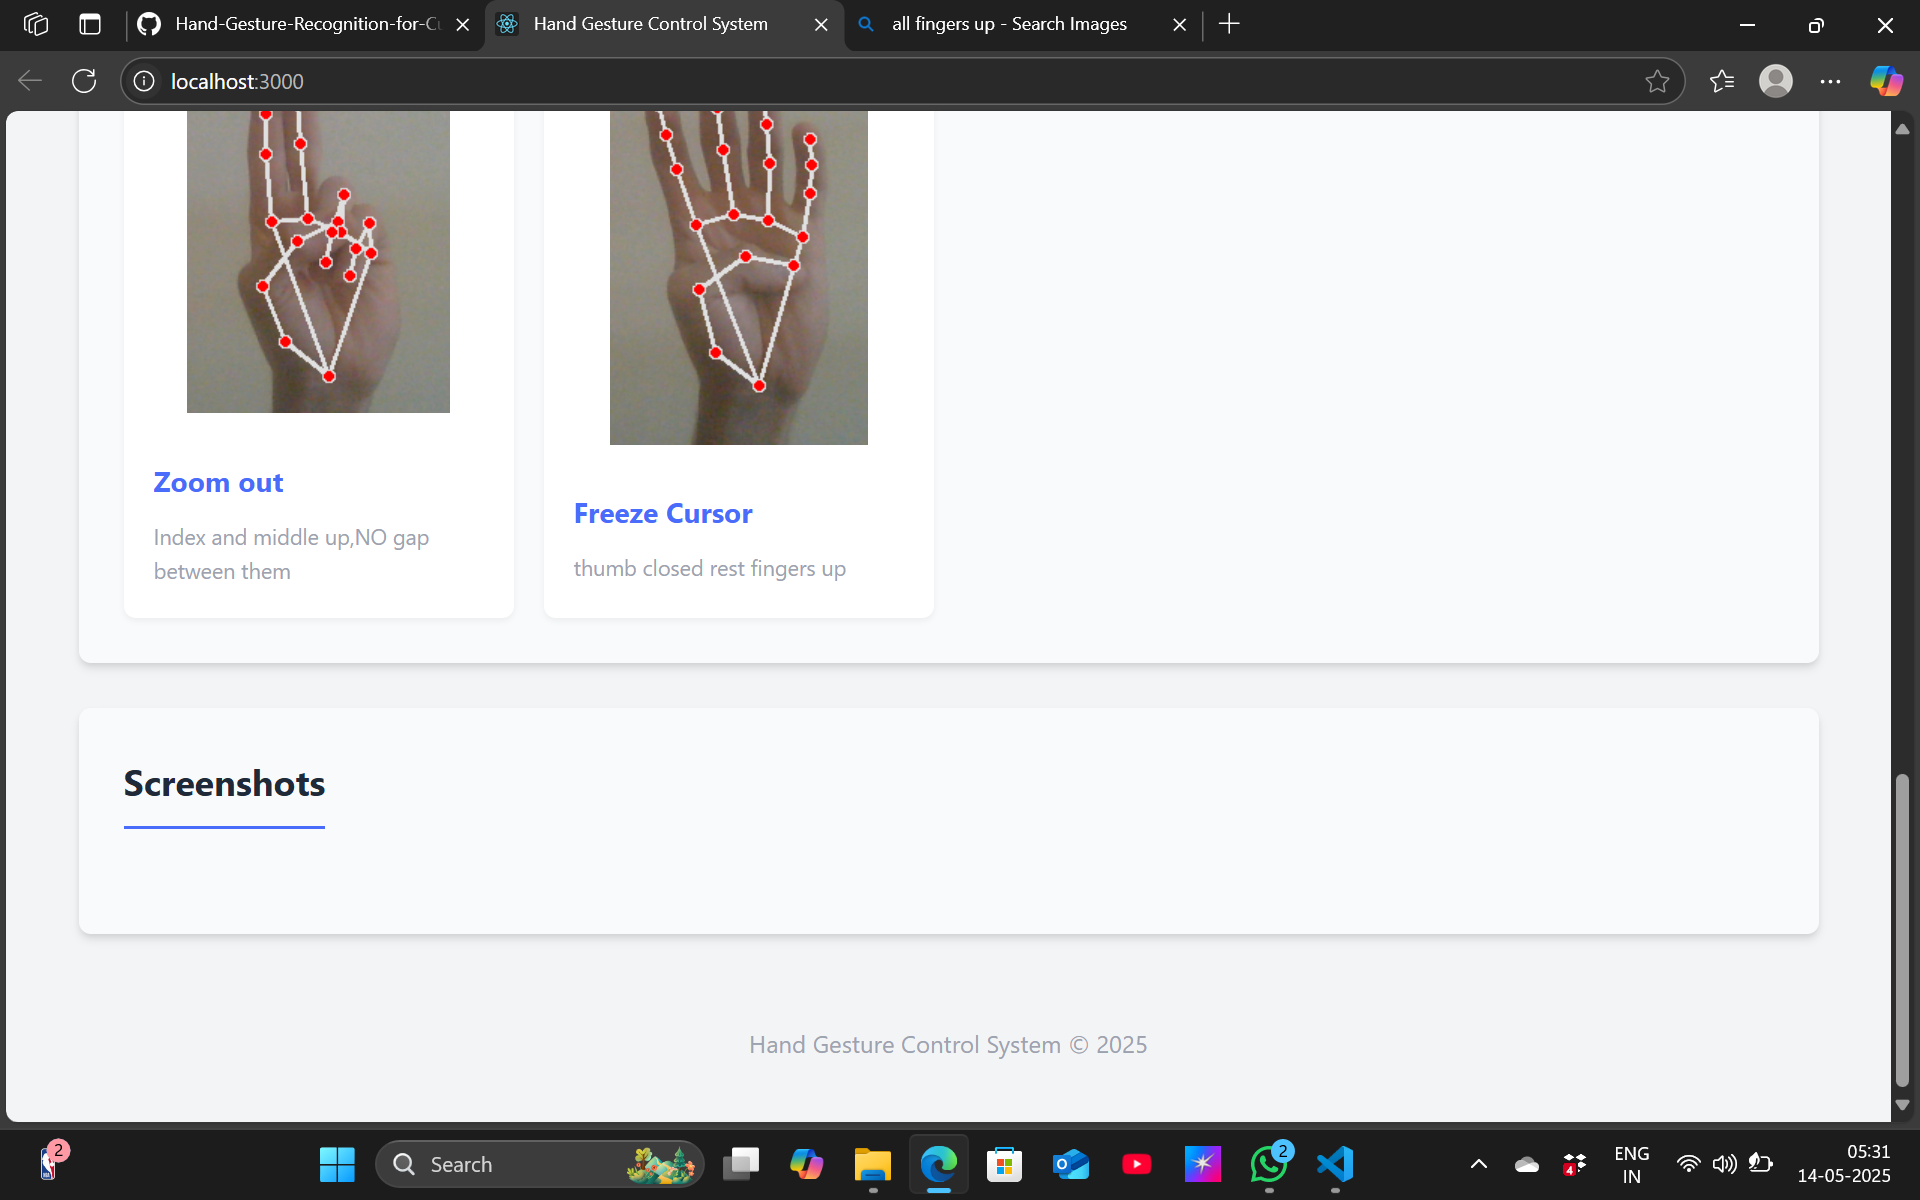 Hand-Gesture-Recognition-for-Cu
Hand Gesture Control System
all fingers up - Search Images
localhost:3000
Zoom out
Index and middle up,NO gap
between them
Freeze Cursor
thumb closed rest fingers up
Screenshots
Hand Gesture Control System © 2025
2
Search
2
4
ENG
IN
05:31
14-05-2025